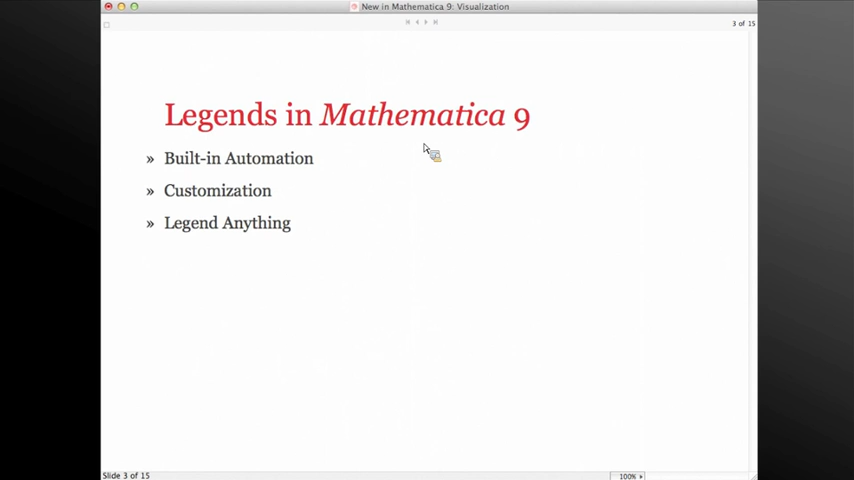 New in Mathematica 9: Visualization
3 of 15
Legends in Mathematica 9
» Built-in Automation
» Customization
» Legend Anything
Slide 3 of 15
100%